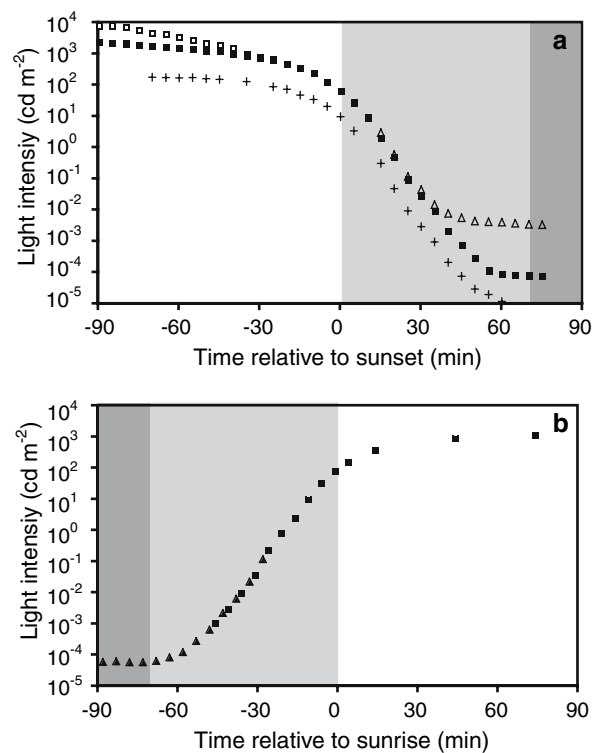 a
10⁴
10³
10²
10¹
10⁰
10⁻¹
10⁻²
10⁻³
10⁻⁴
10⁻⁵
Light intensiy (cd m⁻²)
-90 -60 -30 0 30 60 90
Time relative to sunset (min)
b
10⁴
10³
10²
10¹
10⁰
10⁻¹
10⁻²
10⁻³
10⁻⁴
10⁻⁵
Light intensiy (cd m⁻²)
-90 -60 -30 0 30 60 90
Time relative to sunrise (min)